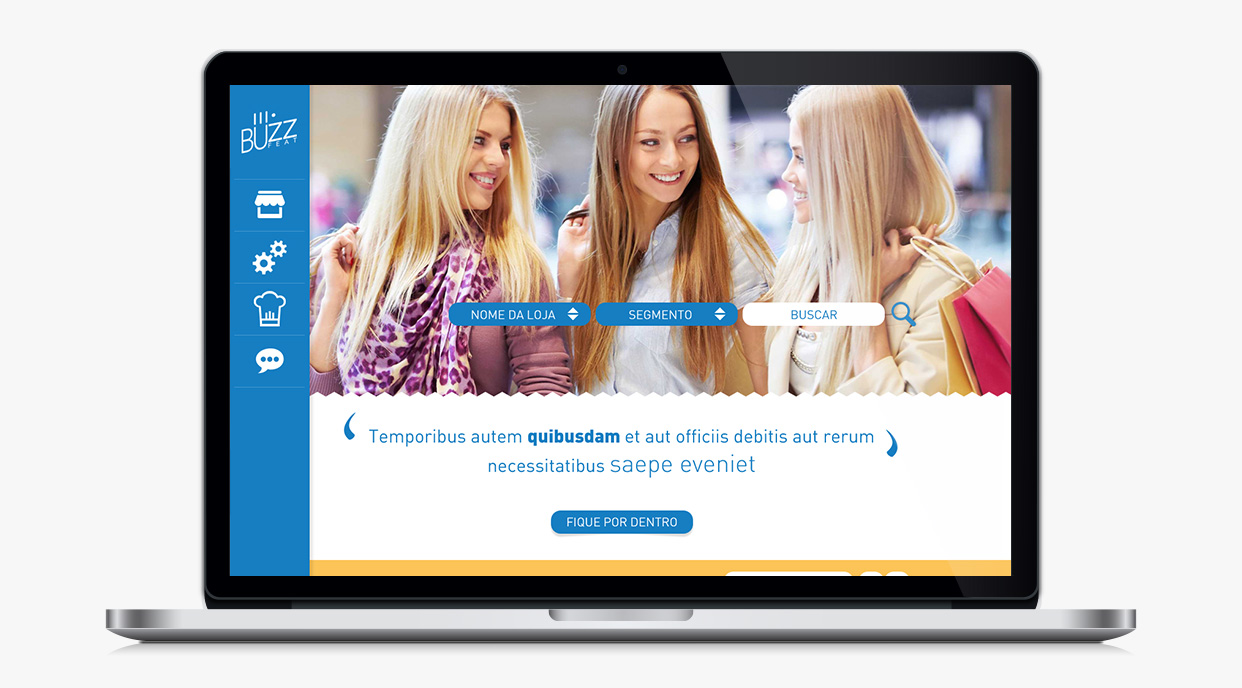 BUZZ
FEAT
NOME DA LOJA
SEGMENTO
BUSCAR
Temporibus autem quibusdam et aut officiis debitis aut rerum
necessitatibus saepe eveniet
FIQUE POR DENTRO